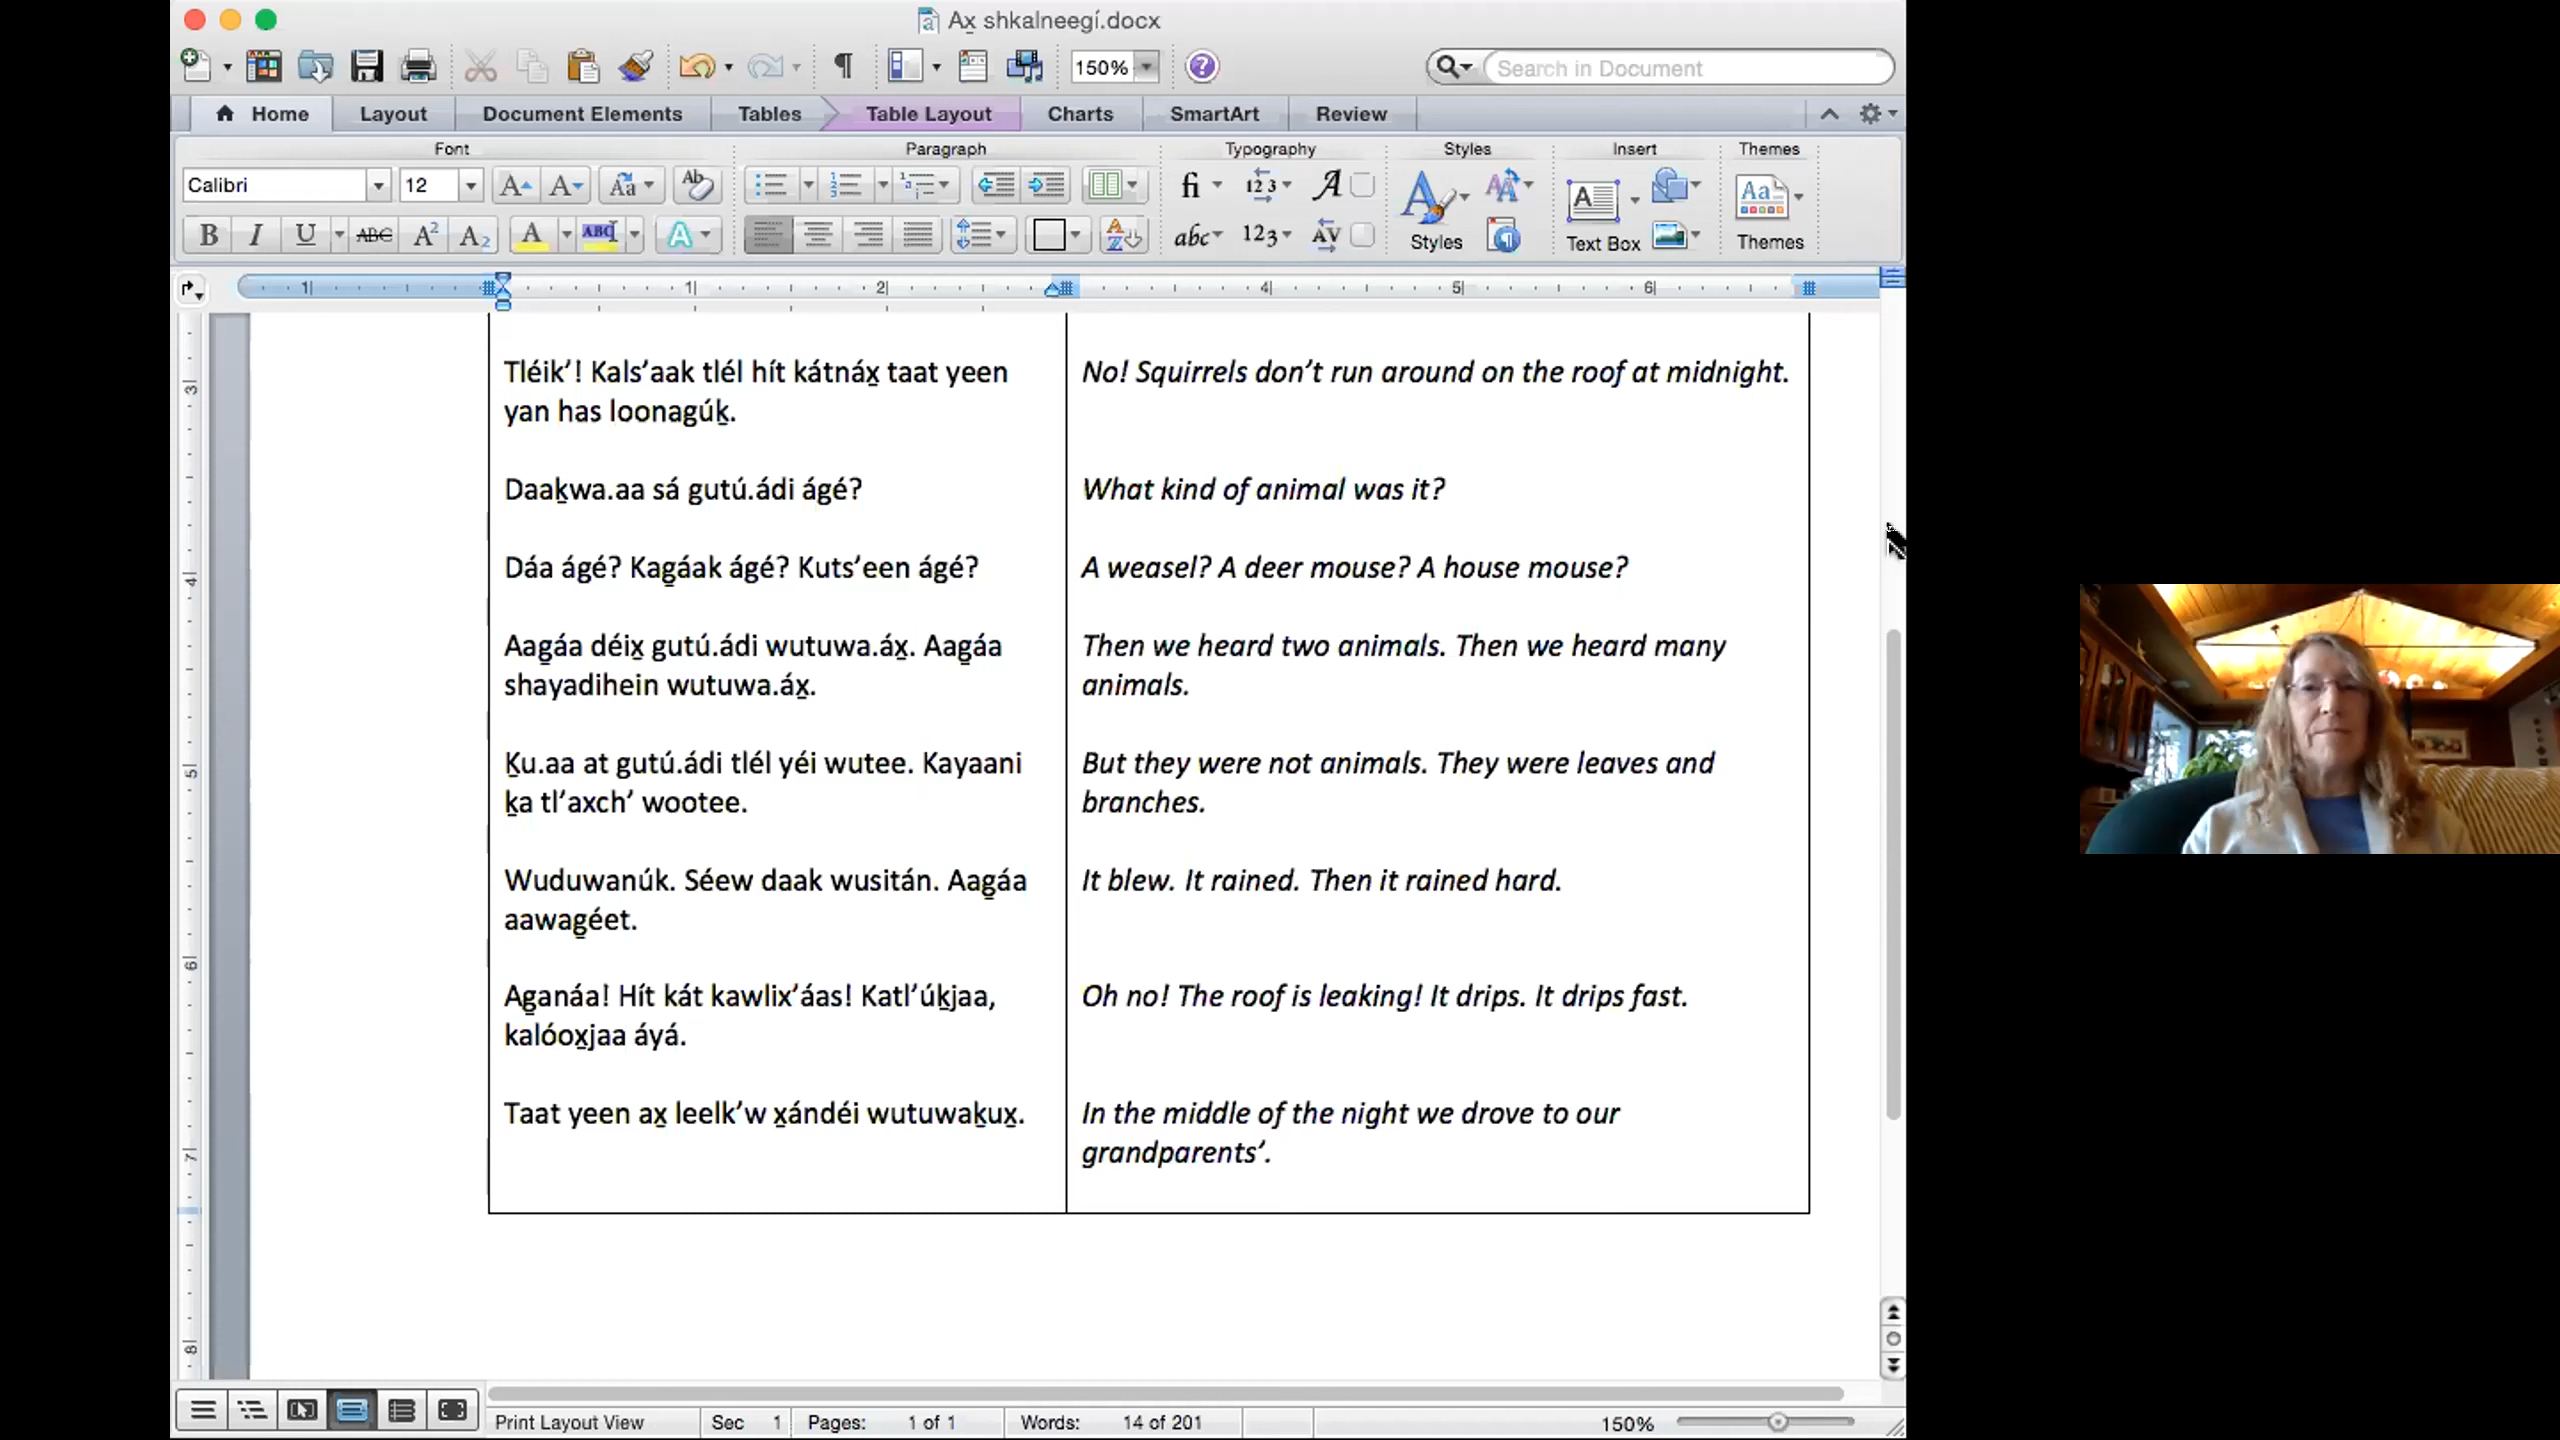 Ax̲ shkalneegí.docx
150%
Search in Document
Home Layout Document Elements Tables Table Layout Charts SmartArt Review
Font Paragraph Typography Styles Insert Themes
Calibri 12
Styles Text Box Themes
Tléik’! Kals’aak tlél hít kátnáx̲ taat yeen
yan has loonagúḵ.
No! Squirrels don’t run around on the roof at midnight.
Daaḵwa.aa sá gutú.ádi ágé?
What kind of animal was it?
Dáa ágé? Kag̲áak ágé? Kuts’een ágé?
A weasel? A deer mouse? A house mouse?
Aag̲áa déix̲ gutú.ádi wutuwa.áx̲. Aag̲áa
shayadihein wutuwa.áx̲.
Then we heard two animals. Then we heard many
animals.
Ḵu.aa at gutú.ádi tlél yéi wutee. Kayaani
ḵa tl’axch’ wootee.
But they were not animals. They were leaves and
branches.
Wuduwanúk. Séew daak wusitán. Aag̲áa
aawag̲éet.
It blew. It rained. Then it rained hard.
Ag̲anáa! Hít kát kawlix’áas! Katl’úḵjaa,
kalóox̲jaa áyá.
Oh no! The roof is leaking! It drips. It drips fast.
Taat yeen ax̲ leelk’w x̲ándéi wutuwaḵux̲.
In the middle of the night we drove to our
grandparents’.
Print Layout View Sec 1 Pages: 1 of 1 Words: 14 of 201 150%